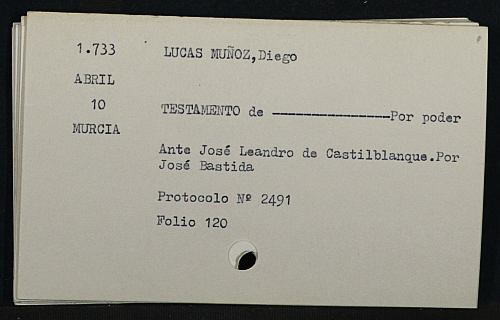 1.733
LUCAS MUÑOZ,Diego
ABRIL
10
TESTAMENTO de ----------------Por poder
MURCIA
Ante José Leandro de Castilblanque.Por
José Bastida
Protocolo Nº 2491
Folio 120